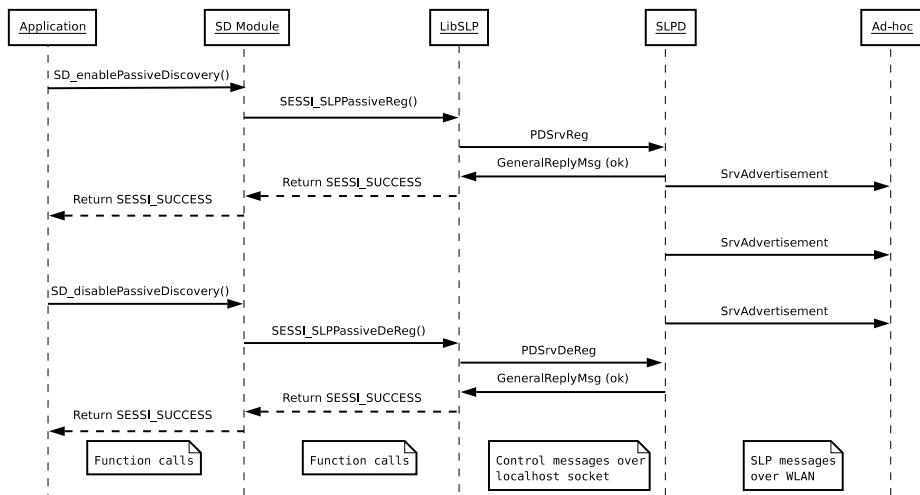 Application
SD Module
LibSLP
SLPD
Ad-hoc
SD_enablePassiveDiscovery()
SESSI_SLPPassiveReg()
PDSrvReg
GeneralReplyMsg (ok)
SrvAdvertisement
Return SESSI_SUCCESS
Return SESSI_SUCCESS
SrvAdvertisement
SD_disablePassiveDiscovery()
SrvAdvertisement
SESSI_SLPPassiveDeReg()
PDSrvDeReg
GeneralReplyMsg (ok)
Return SESSI_SUCCESS
Return SESSI_SUCCESS
Function calls
Function calls
Control messages over
localhost socket
SLP messages
over WLAN